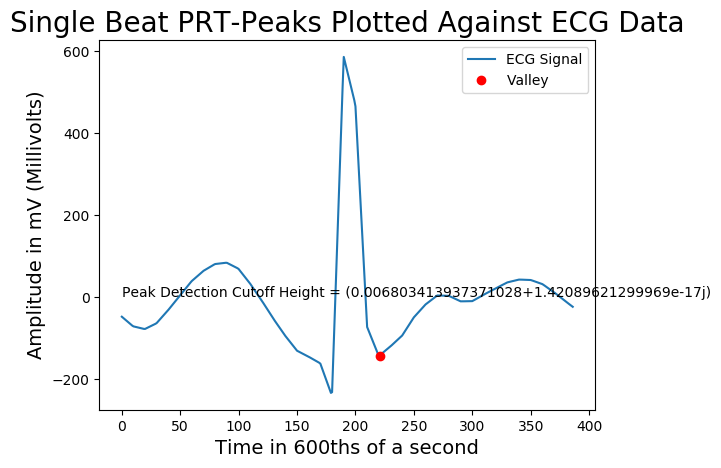 Single Beat PRT-Peaks Plotted Against ECG Data
600
400
200
0
−200
Amplitude in mV (Millivolts)
ECG Signal
Valley
Peak Detection Cutoff Height = (0.006803413937371028+1.42089621299969e-17j)
0 50 100 150 200 250 300 350 400
Time in 600ths of a second